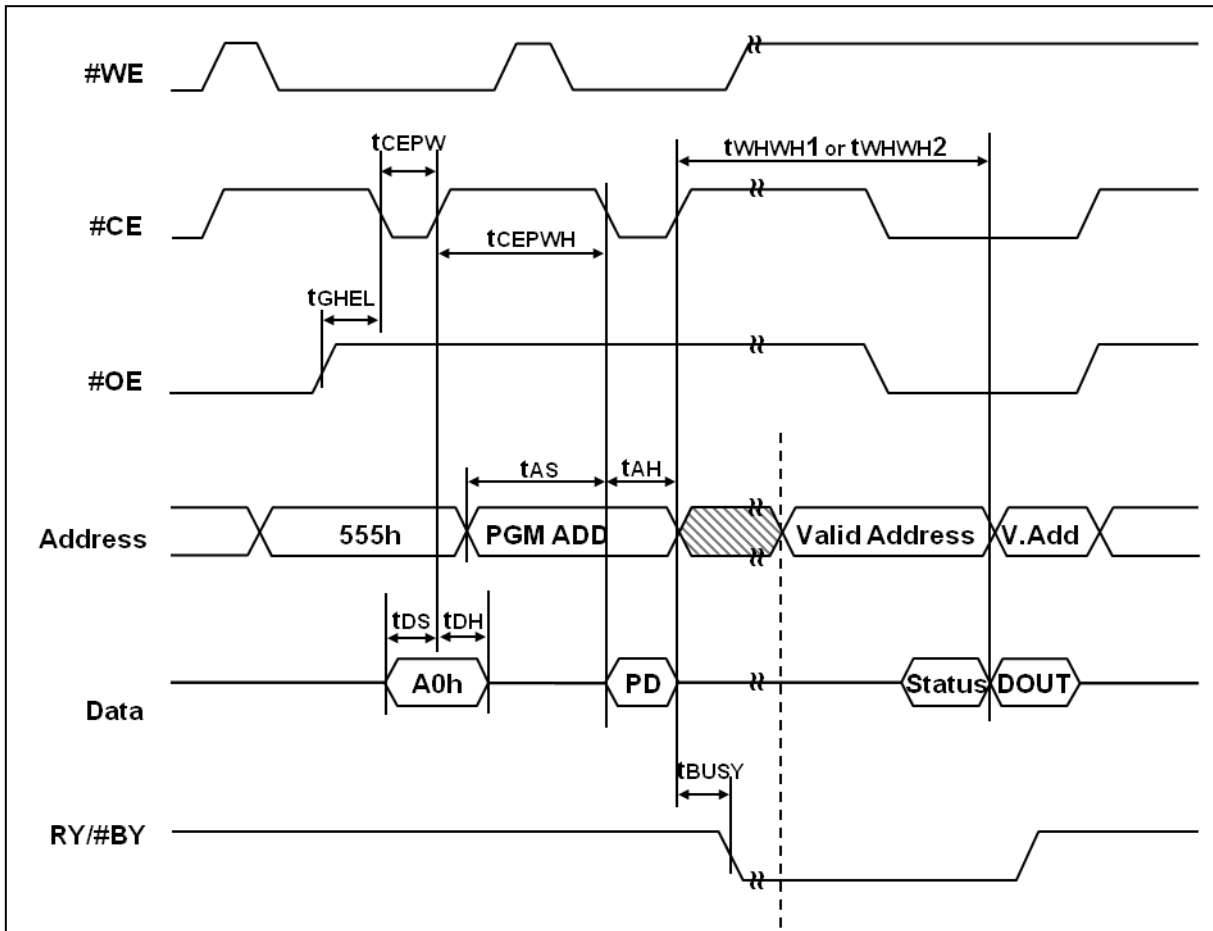 #WE
tCEPW
tWHWH1 or tWHWH2
#CE
tCEPWH
tGHEL
#OE
tAS
tAH
Address
555h
PGM ADD
Valid Address
V.Add
tDS
tDH
A0h
PD
Status
DOUT
Data
tBUSY
RY/#BY